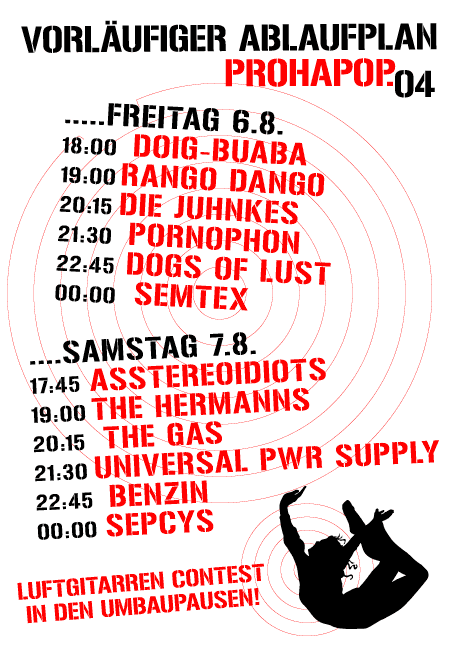 VORLÄUFIGER ABLAUFPLAN
PROHAPOP.04
.....FREITAG 6.8.
18:00 DOIG-BUABA
19:00 RANGO DANGO
20:15 DIE JUHNKES
21:30 PORNOPHON
22:45 DOGS OF LUST
00:00 SEMTEX
....SAMSTAG 7.8.
17:45 ASSTEREOIDIOTS
19:00 THE HERMANNS
20:15 THE GAS
21:30 UNIVERSAL PWR SUPPLY
22:45 BENZIN
00:00 SEPCYS
LUFTGITARREN CONTEST
IN DEN UMBAUPAUSEN!